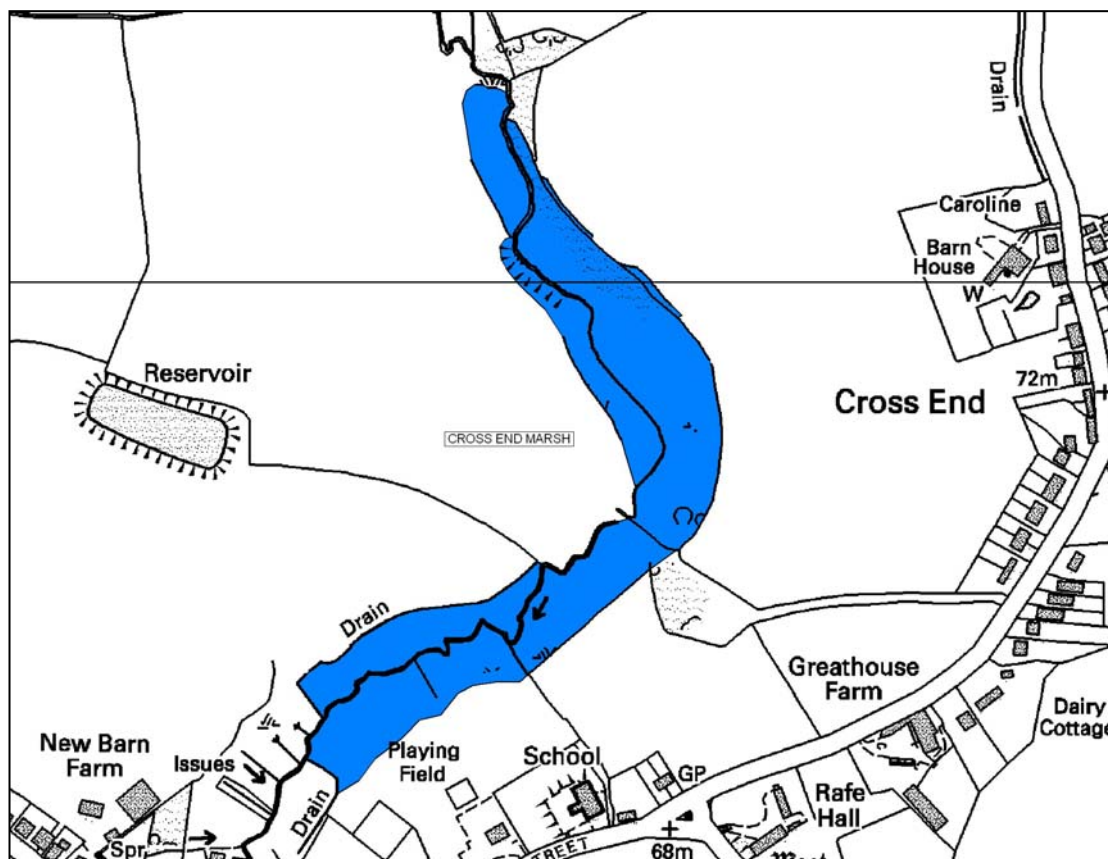 Drain
Caroline
Barn
House
W
Reservoir
72m
Cross End
CROSS END MARSH
Drain
Greathouse
Farm
Dairy
Cottage
New Barn
Farm
Issues
Playing
Field
School
GP
Rafe
Hall
Drain
Spr
STREET
68m